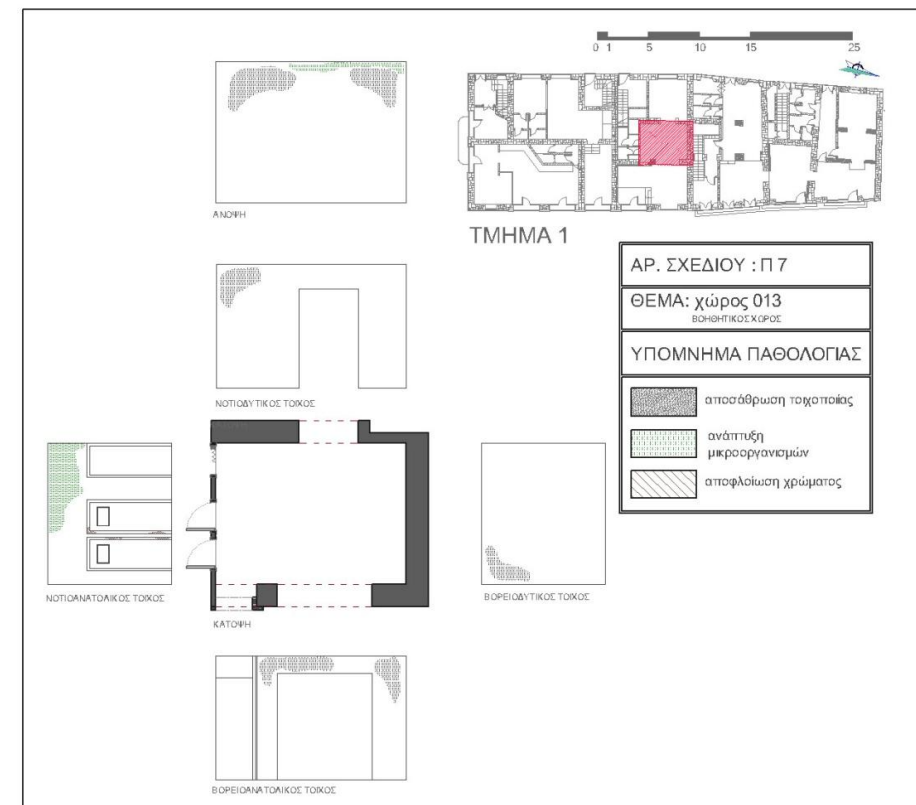 0 1 5 10 15 25
ΑΝΟΨΗ
ΤΜΗΜΑ 1
ΑΡ. ΣΧΕΔΙΟΥ : Π 7
ΘΕΜΑ: χώρος 013
ΒΟΗΘΗΤΙΚΟΣ ΧΩΡΟΣ
ΥΠΟΜΝΗΜΑ ΠΑΘΟΛΟΓΙΑΣ
αποσάθρωση τοιχοποιίας
ανάπτυξη
μικροοργανισμών
αποφλοίωση χρώματος
ΝΟΤΙΟΔΥΤΙΚΟΣ ΤΟΙΧΟΣ
ΝΟΤΙΟΑΝΑΤΟΛΙΚΟΣ ΤΟΙΧΟΣ
ΚΑΤΟΨΗ
ΒΟΡΕΙΟΔΥΤΙΚΟΣ ΤΟΙΧΟΣ
ΒΟΡΕΙΟΑΝΑΤΟΛΙΚΟΣ ΤΟΙΧΟΣ